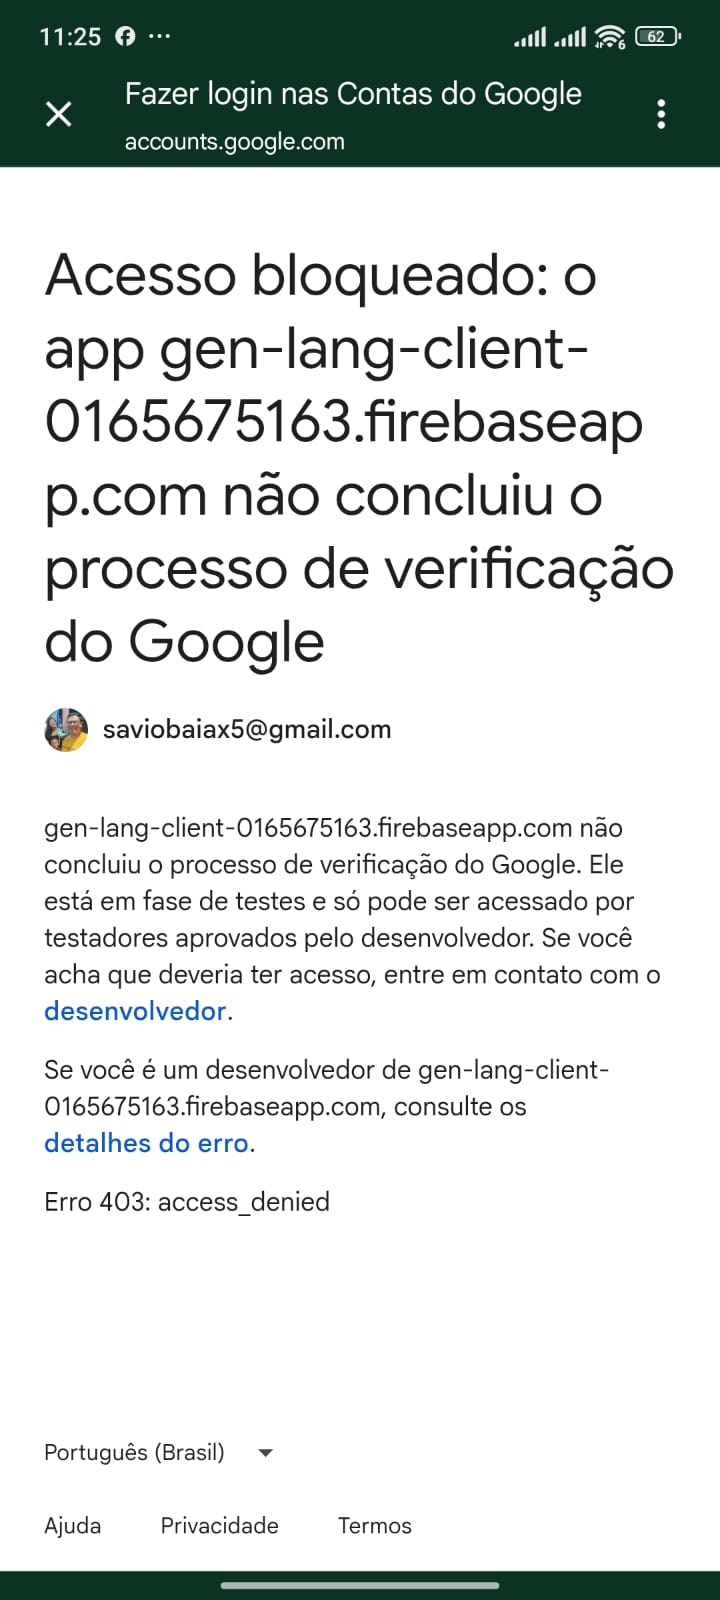 11:25
62
Fazer login nas Contas do Google
accounts.google.com
Acesso bloqueado: o
app gen-lang-client-
0165675163.firebaseap
p.com não concluiu o
processo de verificação
do Google
saviobaiax5@gmail.com
gen-lang-client-0165675163.firebaseapp.com não
concluiu o processo de verificação do Google. Ele
está em fase de testes e só pode ser acessado por
testadores aprovados pelo desenvolvedor. Se você
acha que deveria ter acesso, entre em contato com o
desenvolvedor.
Se você é um desenvolvedor de gen-lang-client-
0165675163.firebaseapp.com, consulte os
detalhes do erro.
Erro 403: access_denied
Português (Brasil)
Ajuda Privacidade Termos